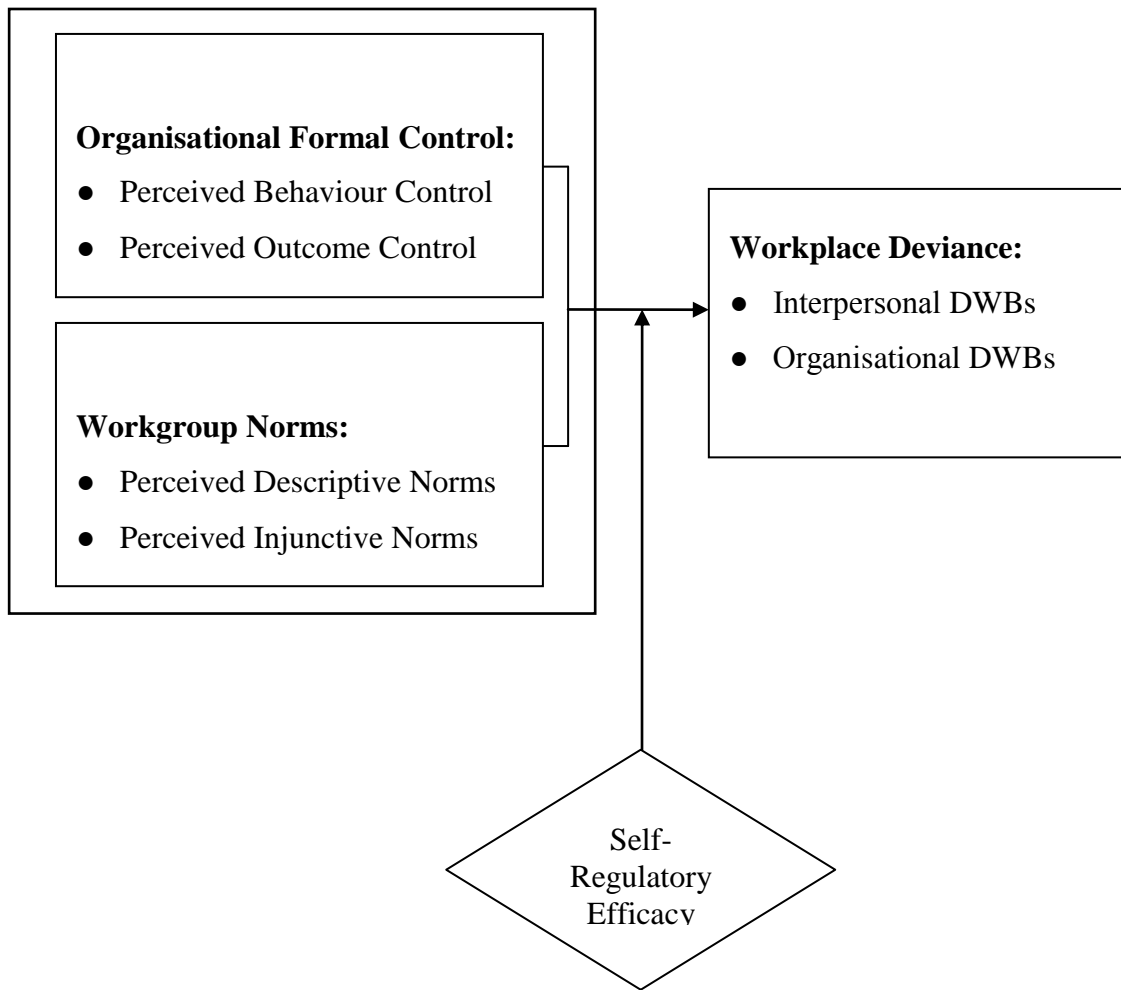 Organisational Formal Control:
● Perceived Behaviour Control
● Perceived Outcome Control
Workgroup Norms:
● Perceived Descriptive Norms
● Perceived Injunctive Norms
Workplace Deviance:
● Interpersonal DWBs
● Organisational DWBs
Self-
Regulatory
Efficacy